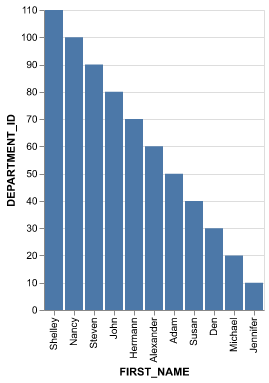 DEPARTMENT_ID
110
100
90
80
70
60
50
40
30
20
10
0
Shelley
Nancy
Steven
John
Hermann
Alexander
Adam
Susan
Den
Michael
Jennifer
FIRST_NAME